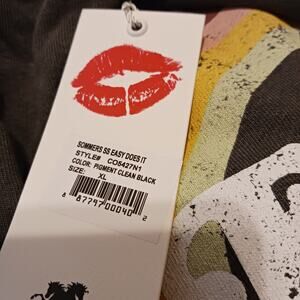 SOMMERS SS EASY DOES IT
STYLE# CO5427N1
COLOR: PIGMENT CLEAN BLACK
SIZE:
XL
8 87797 00040 2